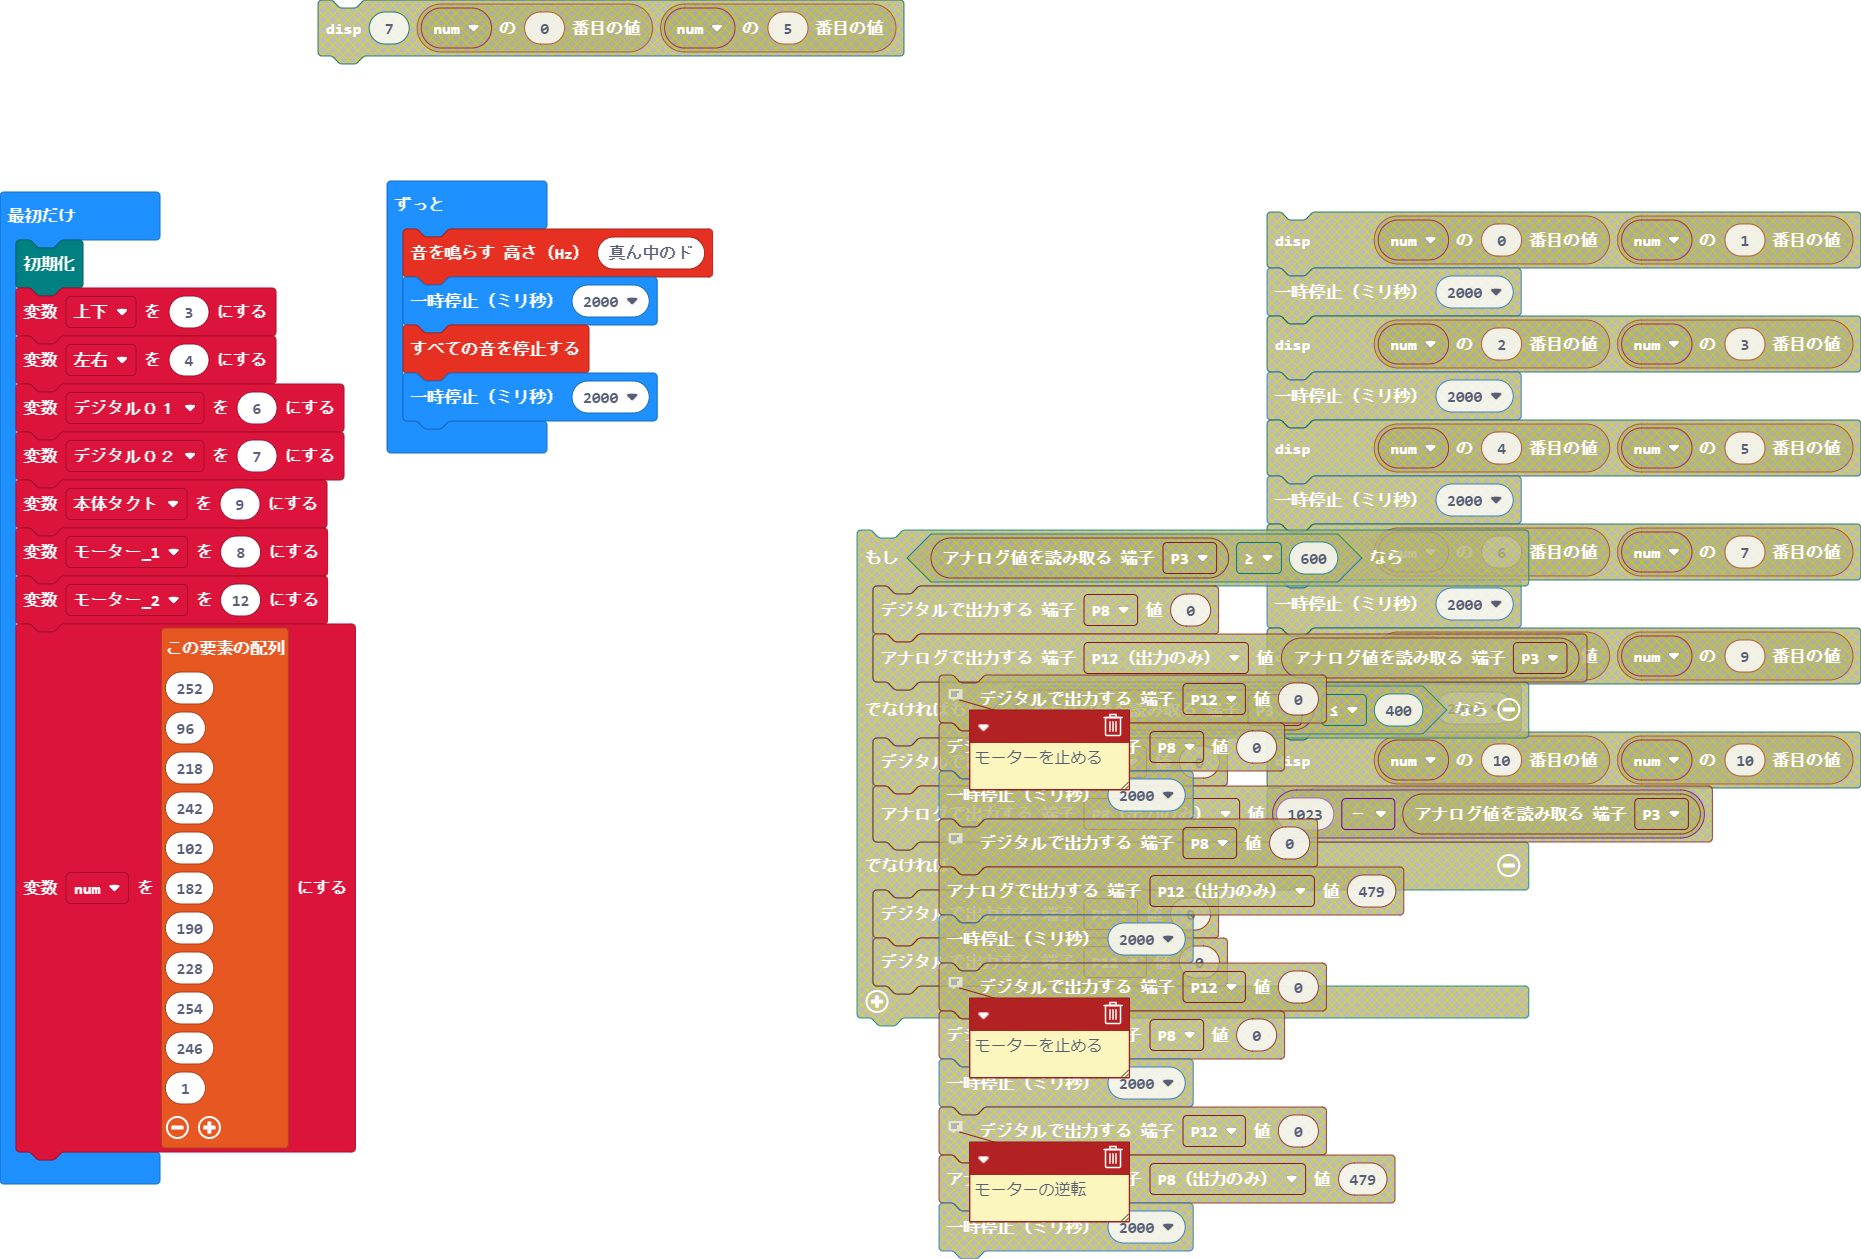 disp 7 num の 0 番目の値 num の 5 番目の値
最初だけ
初期化
変数 上下 を 3 にする
変数 左右 を 4 にする
変数 デジタル０１ を 6 にする
変数 デジタル０２ を 7 にする
変数 本体タクト を 9 にする
変数 モーター_1 を 8 にする
変数 モーター_2 を 12 にする
この要素の配列
252
96
218
242
102
182
変数 num を にする
190
228
254
246
1
ずっと
音を鳴らす 高さ（Hz） 真ん中のド
一時停止（ミリ秒） 2000
すべての音を停止する
一時停止（ミリ秒） 2000
disp num の 0 番目の値 num の 1 番目の値
一時停止（ミリ秒） 2000
disp num の 2 番目の値 num の 3 番目の値
一時停止（ミリ秒） 2000
disp num の 4 番目の値 num の 5 番目の値
一時停止（ミリ秒） 2000
の 6 番目の値 num の 7 番目の値
一時停止（ミリ秒） 2000
値 num の 9 番目の値
isp num の 10 番目の値 num の 10 番目の値
もし アナログ値を読み取る 端子 P3 ≥ 600 なら
デジタルで出力する 端子 P8 値 0
アナログで出力する 端子 P12（出力のみ） 値 アナログ値を読み取る 端子 P3
でなければも ≤ 400 なら
デジタル
アナログ 値 1023 - アナログ値を読み取る 端子 P3
でなければ
デジタルで出力する 端子 値 0
デジタルで出力する 端子 P12 値 0
デジタルで出力する 端子 P12 値 0
モーターを止める
デ 子 P8 値 0
一時停止（ミリ秒） 2000
デジタルで出力する 端子 P8 値 0
アナログで出力する 端子 P12（出力のみ） 値 479
一時停止（ミリ秒） 2000
デジタルで出力する 端子 P12 値 0
モーターを止める
デ 子 P8 値 0
一時停止（ミリ秒） 2000
デジタルで出力する 端子 P12 値 0
モーターの逆転
ア 子 P8（出力のみ） 値 479
一時停止（ミリ秒） 2000